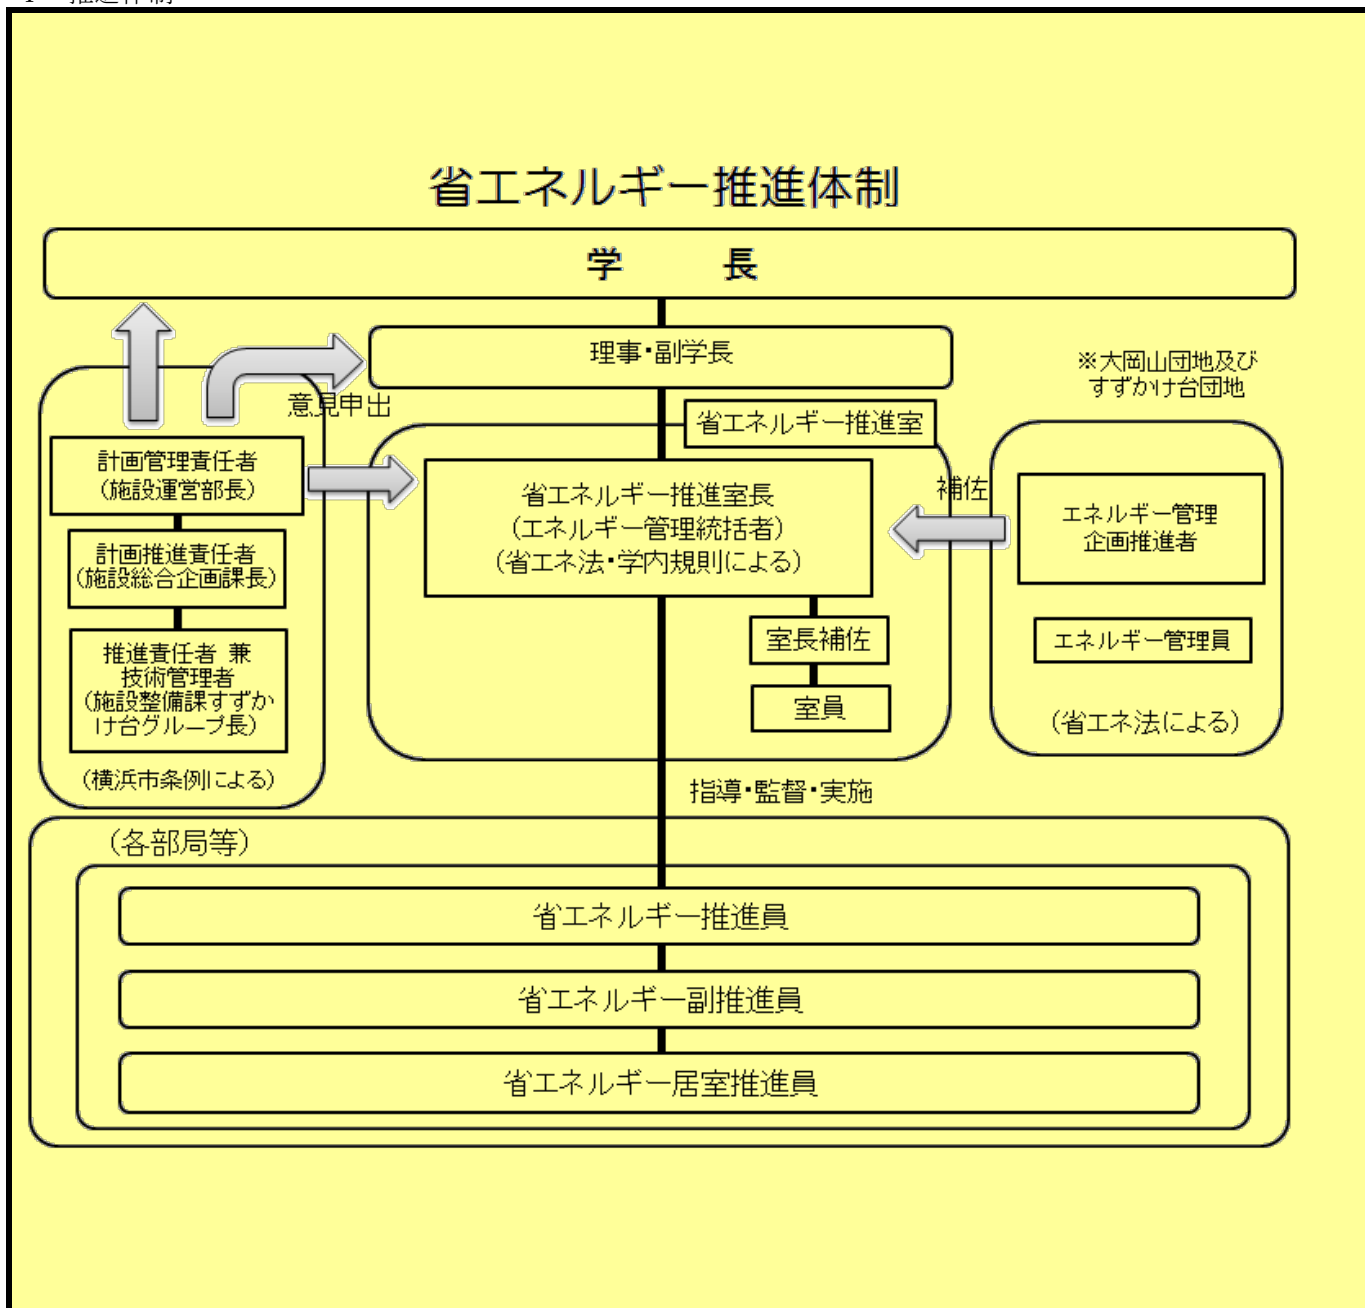 省エネルギー推進体制
学　　長
理事・副学長
※大岡山団地及び
すずかけ台団地
意見申出
省エネルギー推進室
計画管理責任者
(施設運営部長)
計画推進責任者
(施設総合企画課長)
推進責任者 兼
技術管理者
(施設整備課すずか
け台グループ長)
(横浜市条例による)
省エネルギー推進室長
(エネルギー管理統括者)
(省エネ法・学内規則による)
室長補佐
室員
補佐
エネルギー管理
企画推進者
エネルギー管理員
(省エネ法による)
指導・監督・実施
(各部局等)
省エネルギー推進員
省エネルギー副推進員
省エネルギー居室推進員